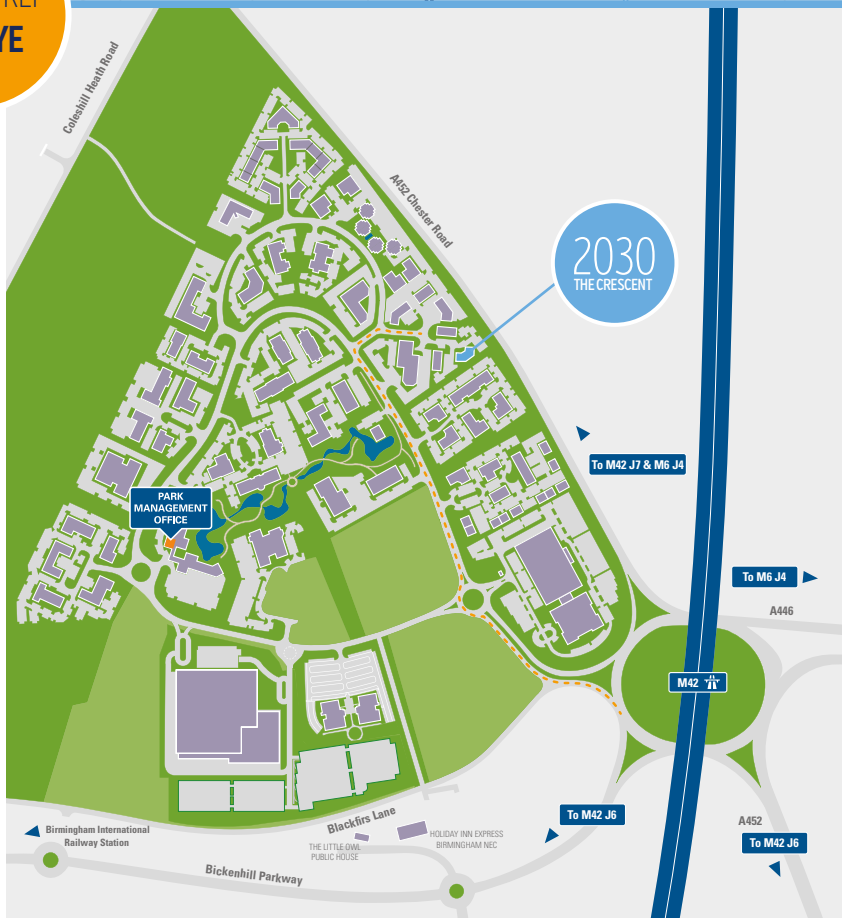 YE
Coleshill Heath Road
A452 Chester Road
2030
THE CRESCENT
To M42 J7 & M6 J4
PARK
MANAGEMENT
OFFICE
To M6 J4
A446
M42
Blackfirs Lane
To M42 J6
A452
To M42 J6
Birmingham International
Railway Station
THE LITTLE OWL
PUBLIC HOUSE
HOLIDAY INN EXPRESS
BIRMINGHAM NEC
Bickenhill Parkway